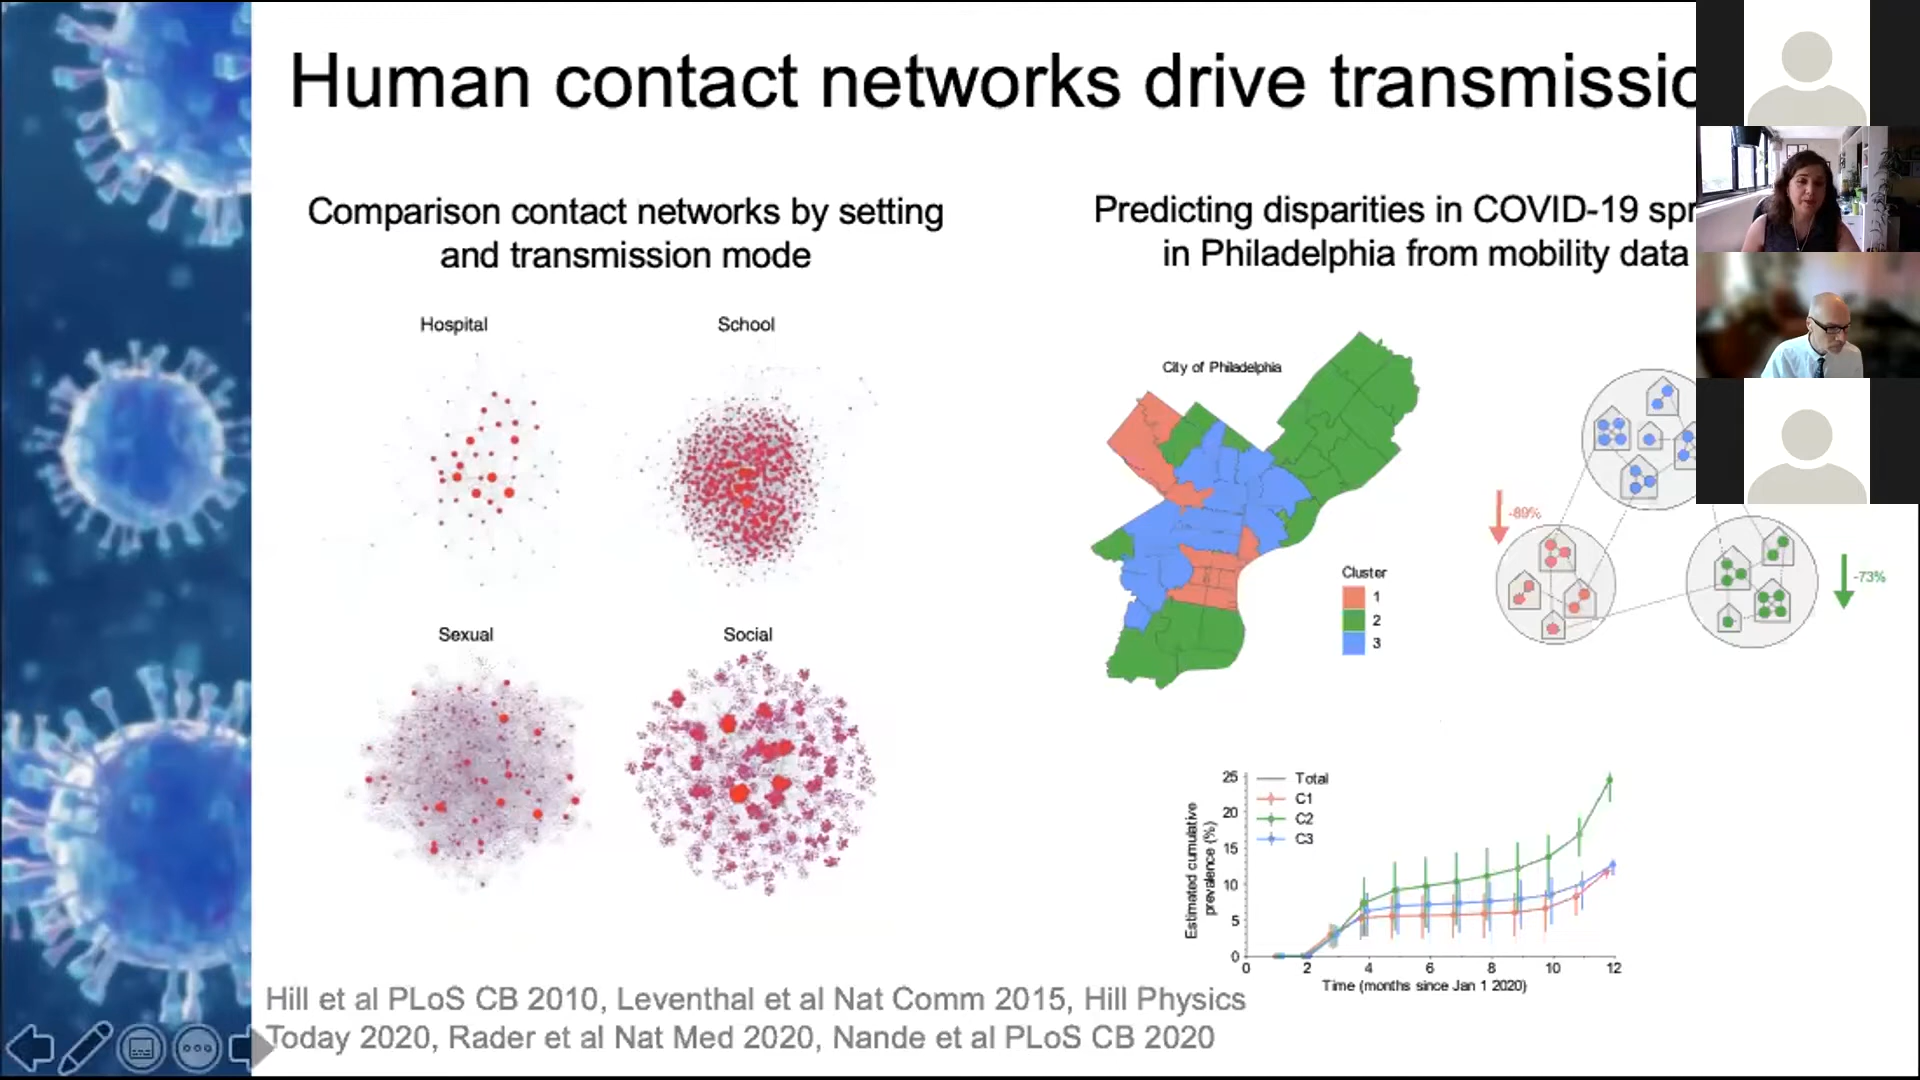 Human contact networks drive transmissio
Comparison contact networks by setting
and transmission mode
Hospital
School
Sexual
Social
Predicting disparities in COVID-19 spr
in Philadelphia from mobility data
City of Philadelphia
Cluster
1
2
3
-89%
-73%
25
20
15
10
5
0
Total
C1
C2
C3
Estimated cumulative
prevalence (%)
0 2 4 6 8 10 12
Time (months since Jan 1 2020)
Hill et al PLoS CB 2010, Leventhal et al Nat Comm 2015, Hill Physics
Today 2020, Rader et al Nat Med 2020, Nande et al PLoS CB 2020